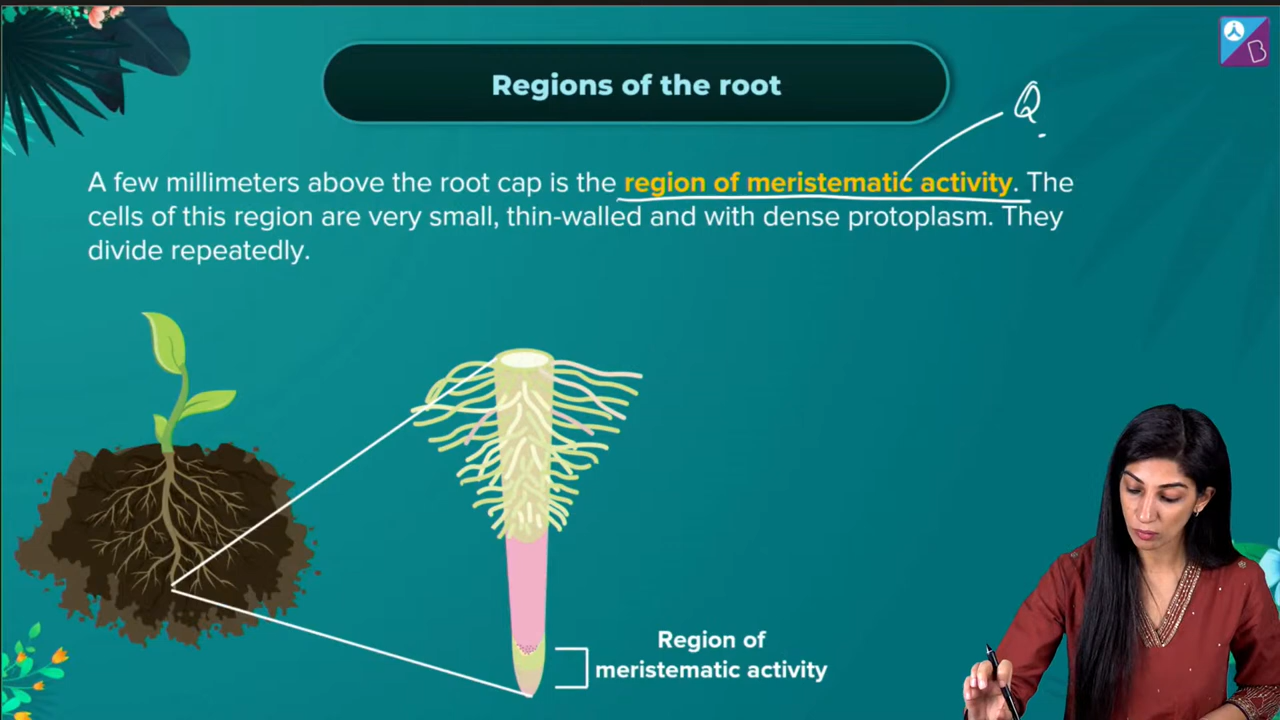 Regions of the root
Q.
A few millimeters above the root cap is the region of meristematic activity. The
cells of this region are very small, thin-walled and with dense protoplasm. They
divide repeatedly.
Region of
meristematic activity
B